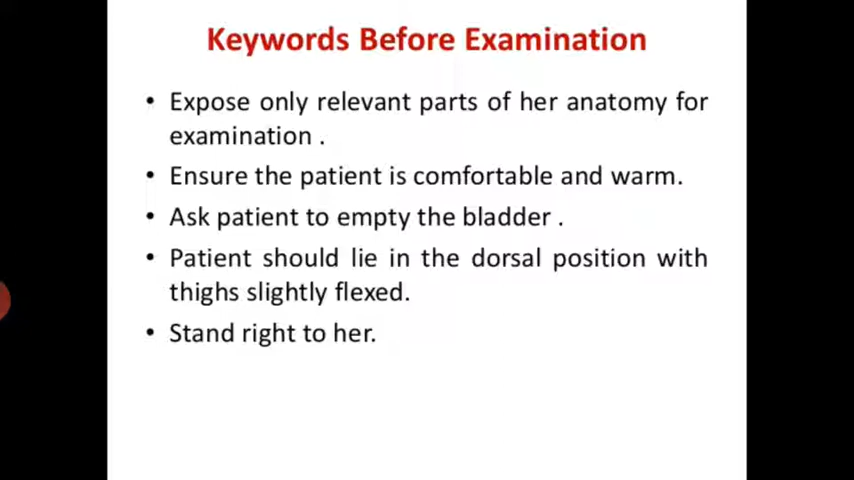 Keywords Before Examination
• Expose only relevant parts of her anatomy for
examination .
• Ensure the patient is comfortable and warm.
• Ask patient to empty the bladder .
• Patient should lie in the dorsal position with
thighs slightly flexed.
• Stand right to her.